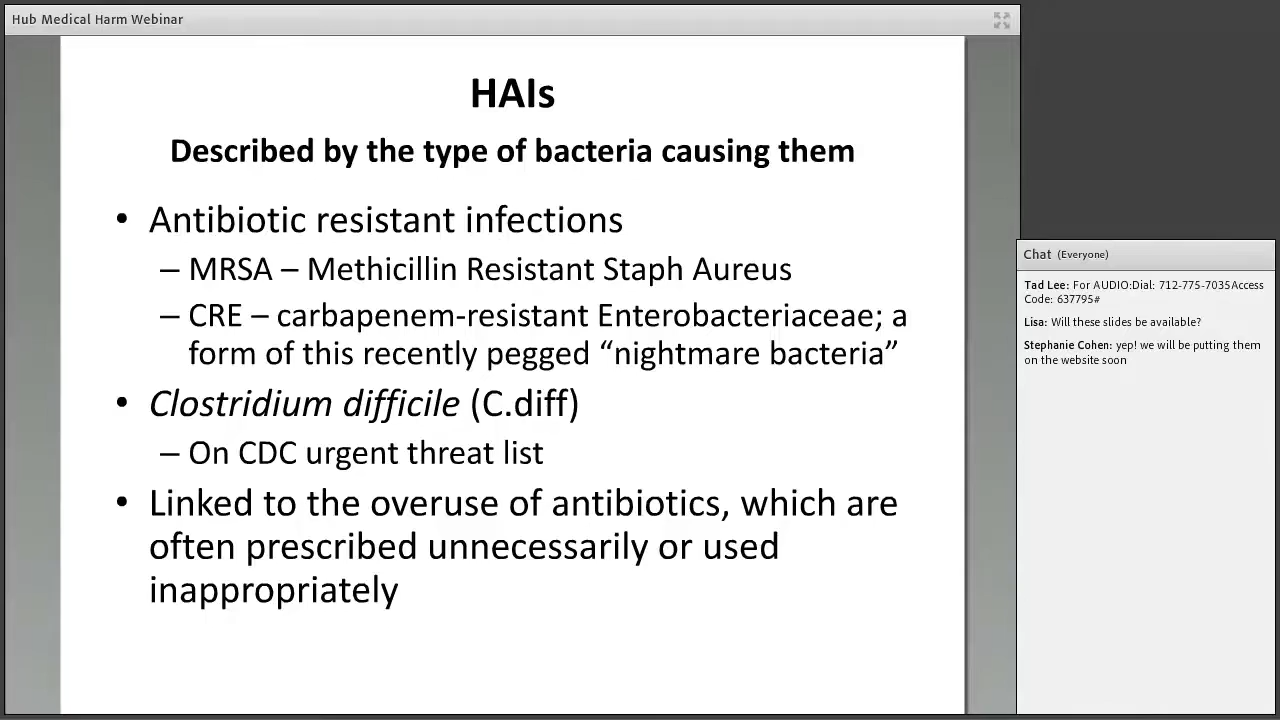 Hub Medical Harm Webinar
HAIs
Described by the type of bacteria causing them
• Antibiotic resistant infections
– MRSA – Methicillin Resistant Staph Aureus
– CRE – carbapenem-resistant Enterobacteriaceae; a
form of this recently pegged “nightmare bacteria”
• Clostridium difficile (C.diff)
– On CDC urgent threat list
• Linked to the overuse of antibiotics, which are
often prescribed unnecessarily or used
inappropriately
Chat (Everyone)
Tad Lee: For AUDIO:Dial: 712-775-7035Access
Code: 637795#
Lisa: Will these slides be available?
Stephanie Cohen: yep! we will be putting them
on the website soon